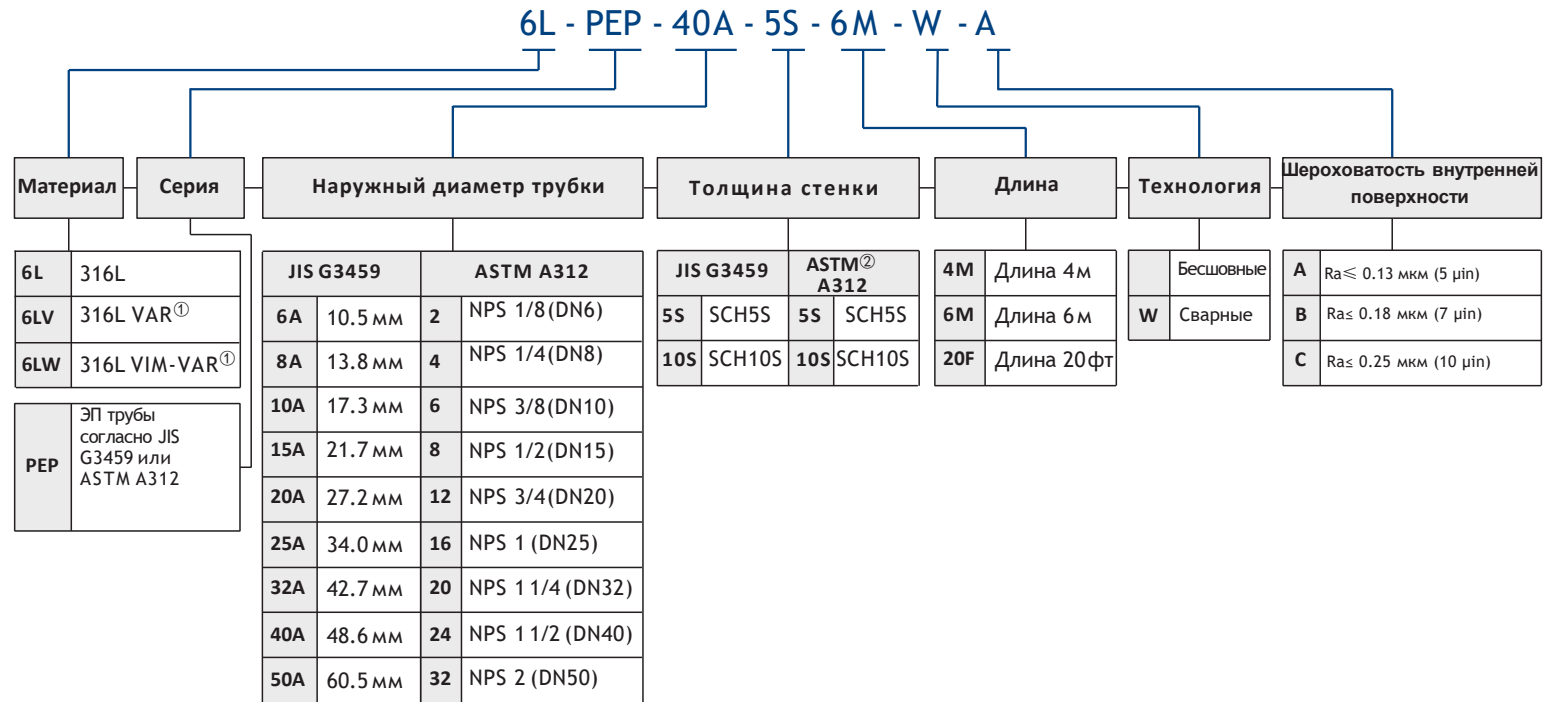 6L - PEP - 40A - 5S - 6M - W - A
Материал
Серия
Наружный диаметр трубки
Толщина стенки
Длина
Технология
Шероховатость внутренней
поверхности
6L 316L
6LV 316L VAR①
6LW 316L VIM-VAR①
PEP
ЭП трубы
согласно JIS
G3459 или
ASTM A312
JIS G3459 ASTM A312
6A 10.5 мм 2 NPS 1/8(DN6)
8A 13.8 мм 4 NPS 1/4(DN8)
10A 17.3 мм 6 NPS 3/8(DN10)
15A 21.7 мм 8 NPS 1/2(DN15)
20A 27.2 мм 12 NPS 3/4(DN20)
25A 34.0 мм 16 NPS 1 (DN25)
32A 42.7 мм 20 NPS 1 1/4 (DN32)
40A 48.6 мм 24 NPS 1 1/2 (DN40)
50A 60.5 мм 32 NPS 2 (DN50)
JIS G3459 ASTM②
A312
5S SCH5S 5S SCH5S
10S SCH10S 10S SCH10S
4M Длина 4м
6M Длина 6м
20F Длина 20фт
Бесшовные
W Сварные
A Ra≤ 0.13 мкм (5 μin)
B Ra≤ 0.18 мкм (7 μin)
C Ra≤ 0.25 мкм (10 μin)